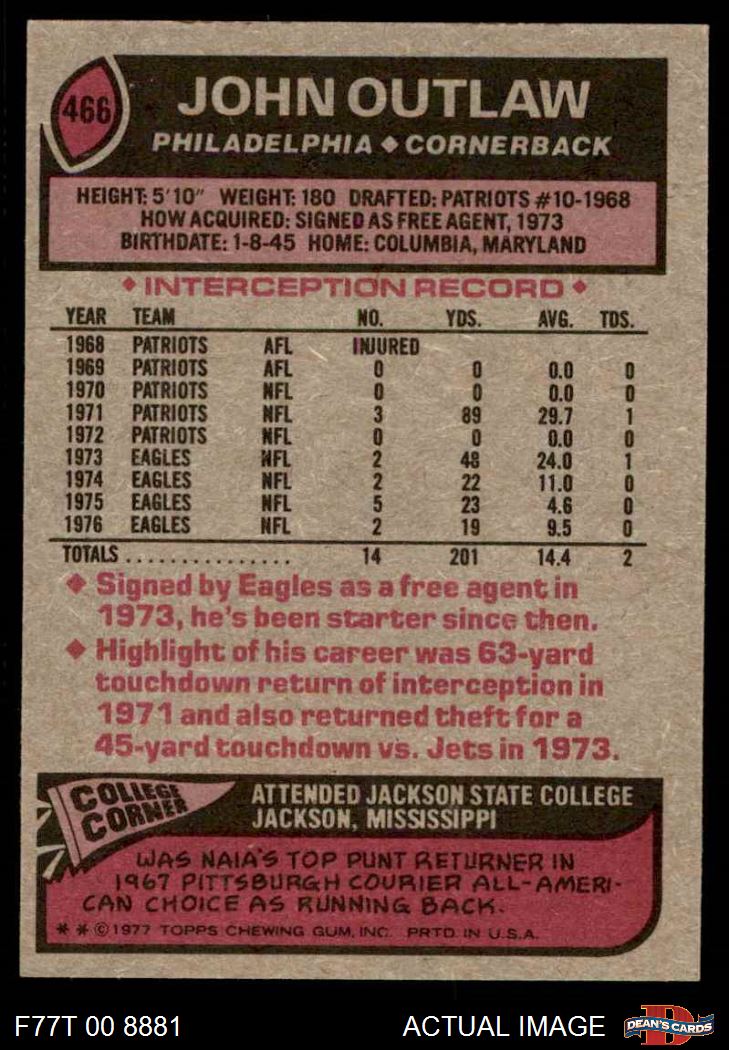 466
JOHN OUTLAW
PHILADELPHIA ◆ CORNERBACK
HEIGHT: 5'10" WEIGHT: 180 DRAFTED: PATRIOTS #10-1968
HOW ACQUIRED: SIGNED AS FREE AGENT, 1973
BIRTHDATE: 1-8-45 HOME: COLUMBIA, MARYLAND
◆ INTERCEPTION RECORD ◆
YEAR TEAM NO. YDS. AVG. TDS.
1968 PATRIOTS AFL INJURED
1969 PATRIOTS AFL 0 0 0.0 0
1970 PATRIOTS NFL 0 0 0.0 0
1971 PATRIOTS NFL 3 89 29.7 1
1972 PATRIOTS NFL 0 0 0.0 0
1973 EAGLES NFL 2 48 24.0 1
1974 EAGLES NFL 2 22 11.0 0
1975 EAGLES NFL 5 23 4.6 0
1976 EAGLES NFL 2 19 9.5 0
TOTALS ............... 14 201 14.4 2
◆ Signed by Eagles as a free agent in
1973, he's been starter since then.
◆ Highlight of his career was 63-yard
touchdown return of interception in
1971 and also returned theft for a
45-yard touchdown vs. Jets in 1973.
COLLEGE
CORNER
ATTENDED JACKSON STATE COLLEGE
JACKSON, MISSISSIPPI
WAS NAIA'S TOP PUNT RETURNER IN
1967 PITTSBURGH COURIER ALL-AMERI-
CAN CHOICE AS RUNNING BACK.
* * © 1977 TOPPS CHEWING GUM, INC. PRTD. IN U.S.A.
F77T 00 8881 ACTUAL IMAGE
D
DEAN'S CARDS